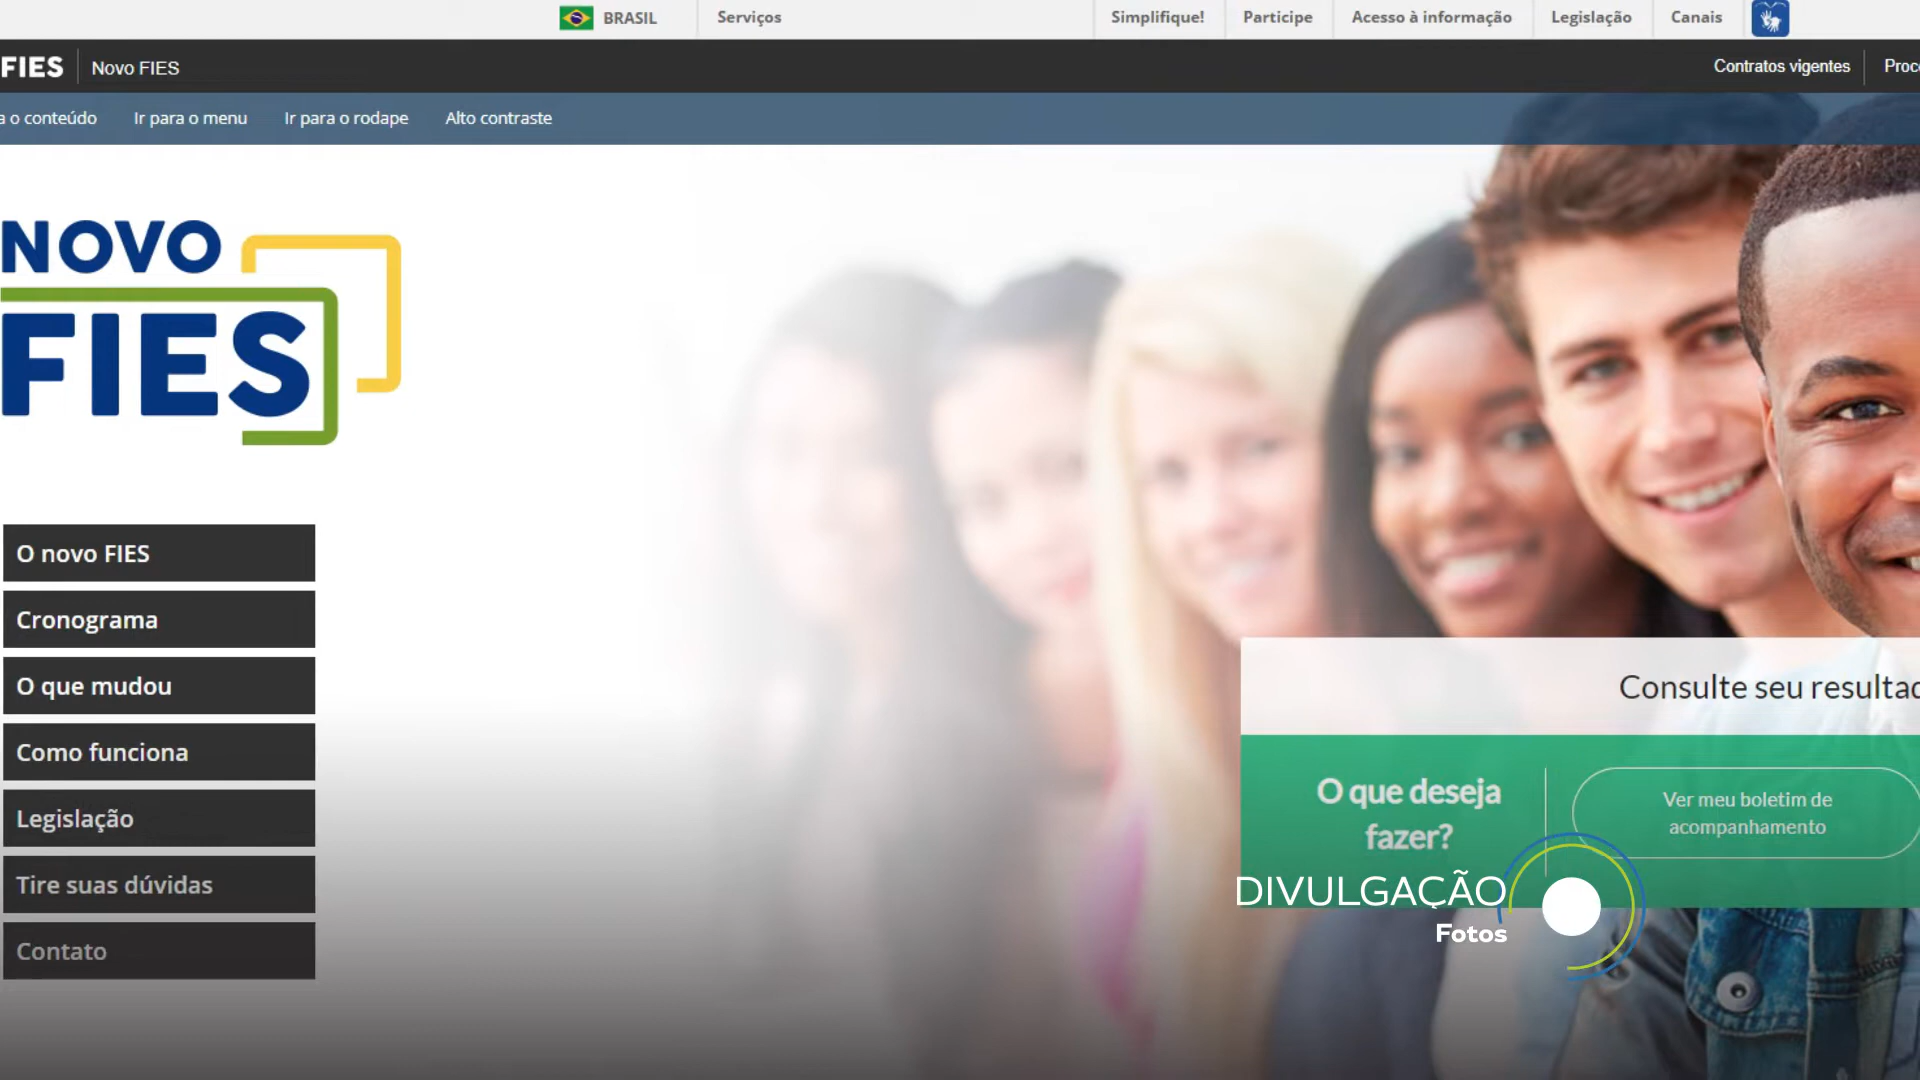 BRASIL
Serviços
Simplifique!
Participe
Acesso à informação
Legislação
Canais
FIES
Novo FIES
Contratos vigentes
o conteúdo
Ir para o menu
Ir para o rodape
Alto contraste
NOVO
FIES
O novo FIES
Cronograma
O que mudou
Como funciona
Legislação
Tire suas dúvidas
Contato
Consulte seu
O que deseja
fazer?
Ver meu boletim de
acompanhamento
DIVULGAÇÃO
Fotos